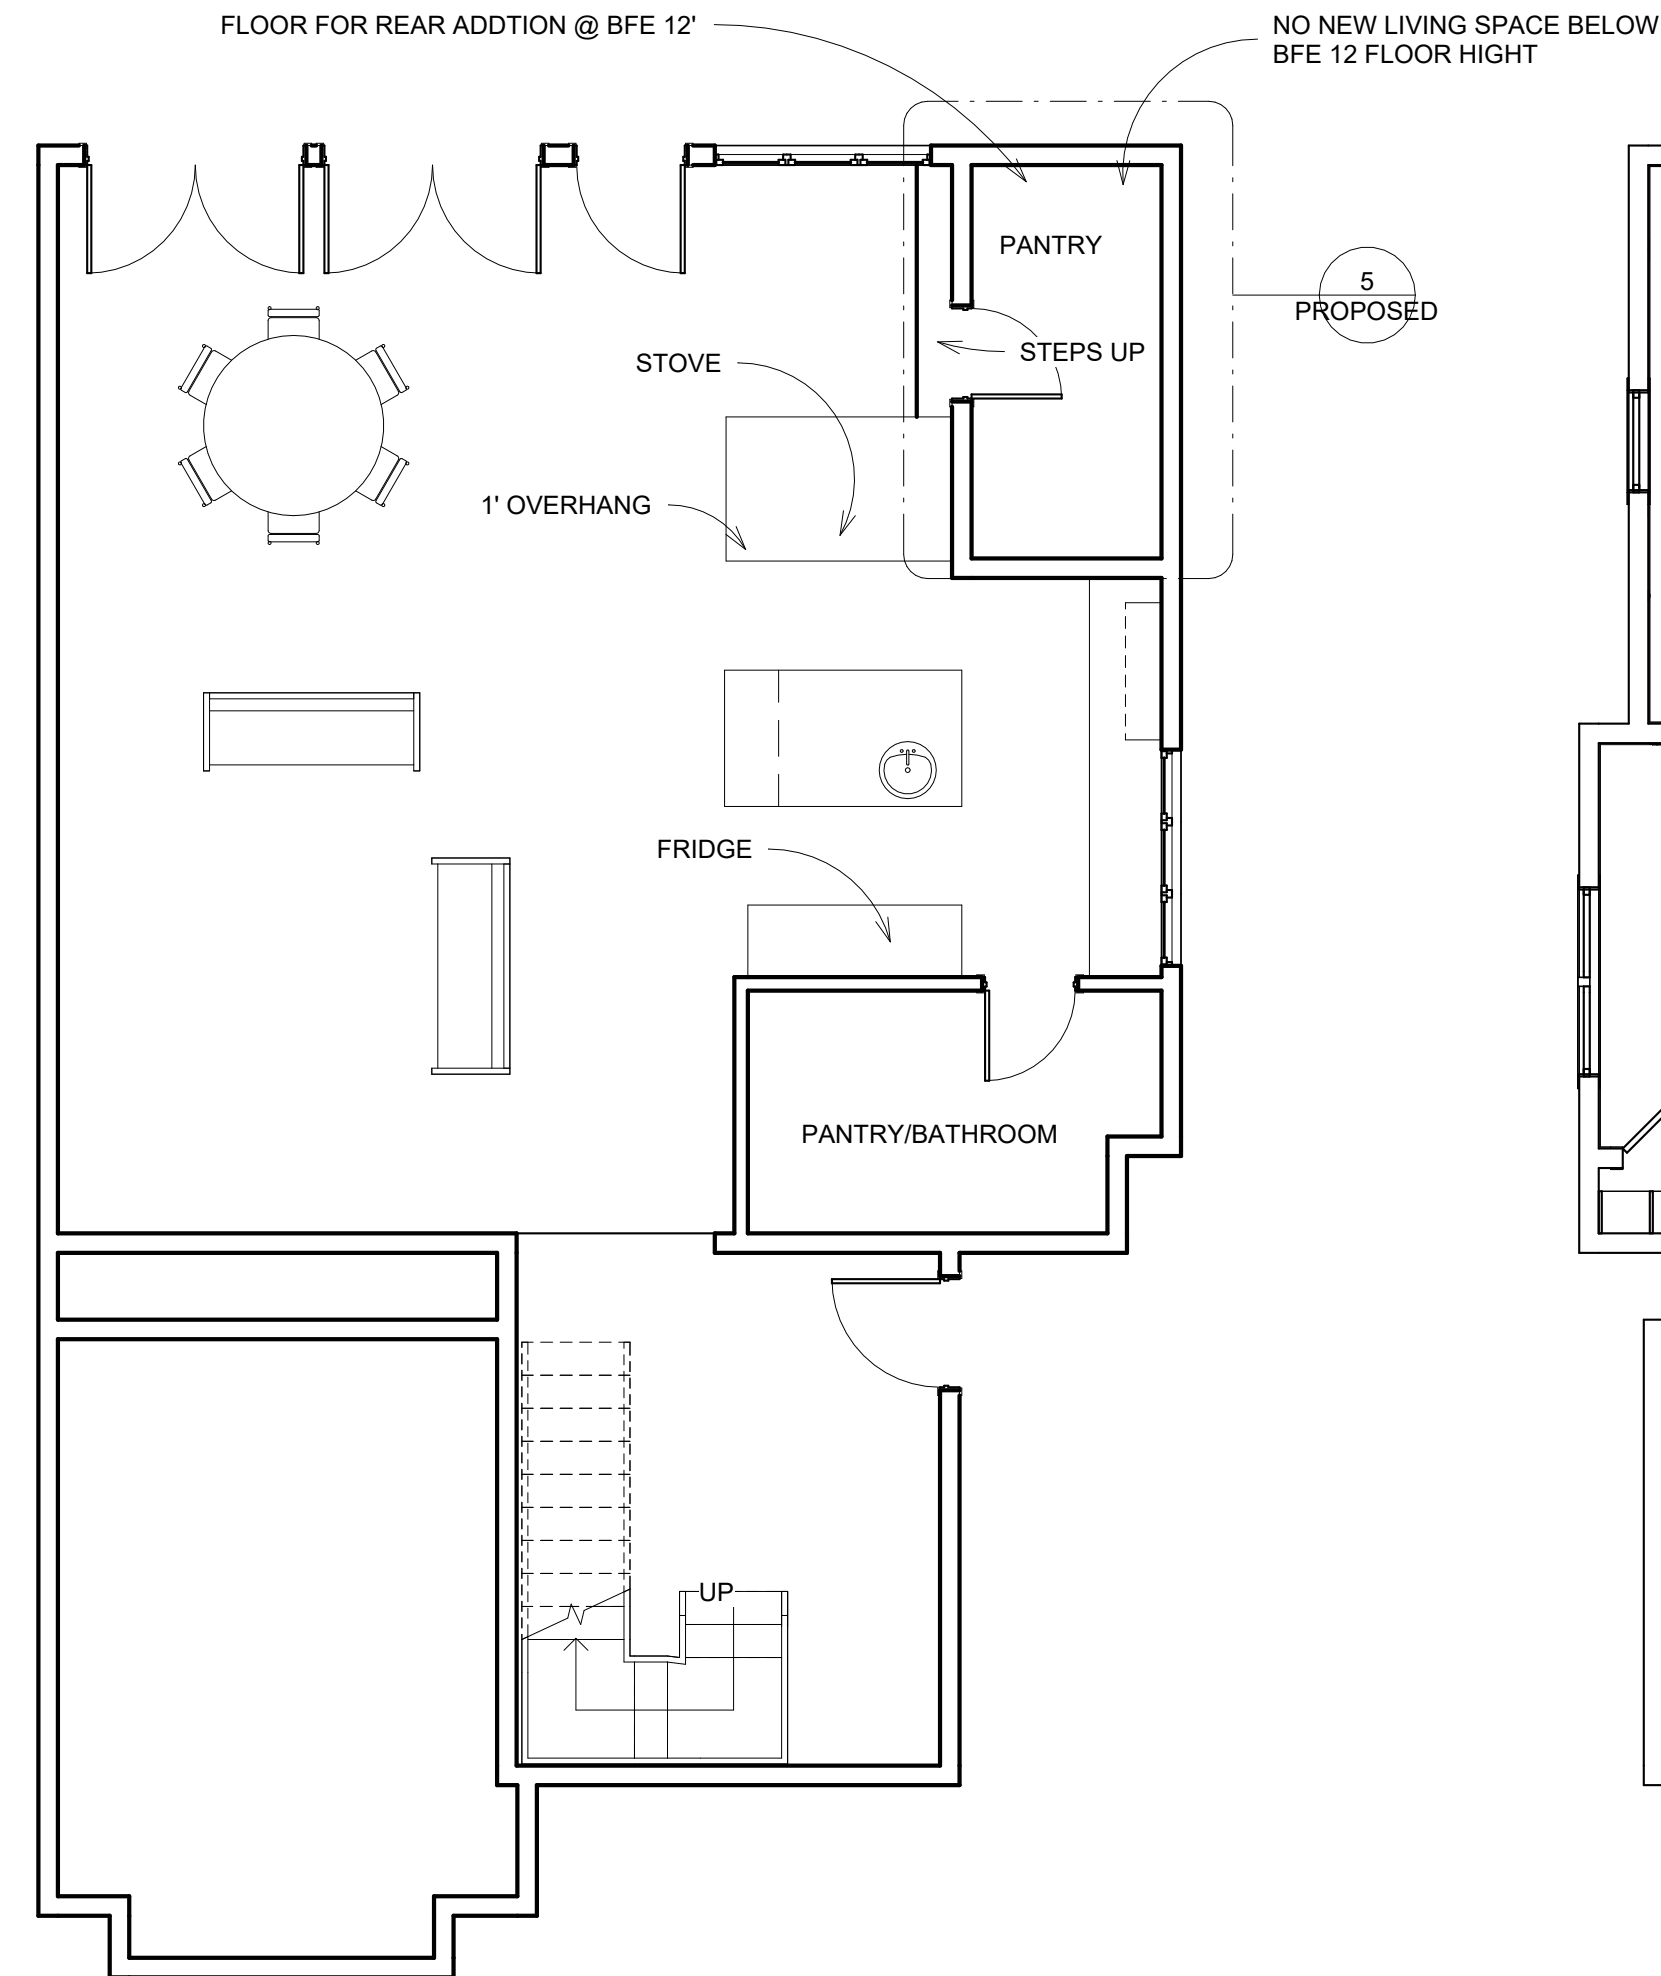 FLOOR FOR REAR ADDTION @ BFE 12'
NO NEW LIVING SPACE BELOW
BFE 12 FLOOR HIGHT
PANTRY
5
PROPOSED
STEPS UP
STOVE
1' OVERHANG
FRIDGE
PANTRY/BATHROOM
UP